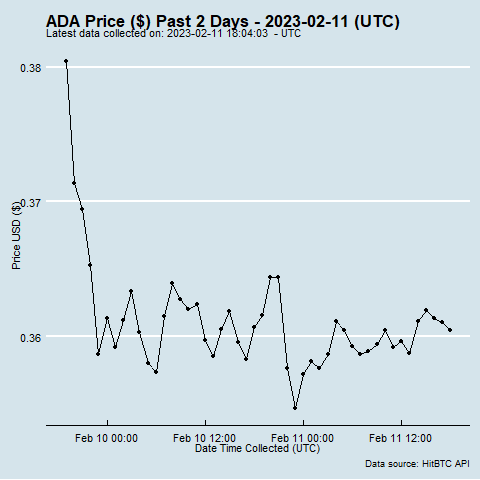 ADA Price ($) Past 2 Days - 2023-02-11 (UTC)
Latest data collected on: 2023-02-11 18:04:03  - UTC
0.38
0.37
0.36
Price USD ($)
Feb 10 00:00
Feb 10 12:00
Feb 11 00:00
Feb 11 12:00
Date Time Collected (UTC)
Data source: HitBTC API